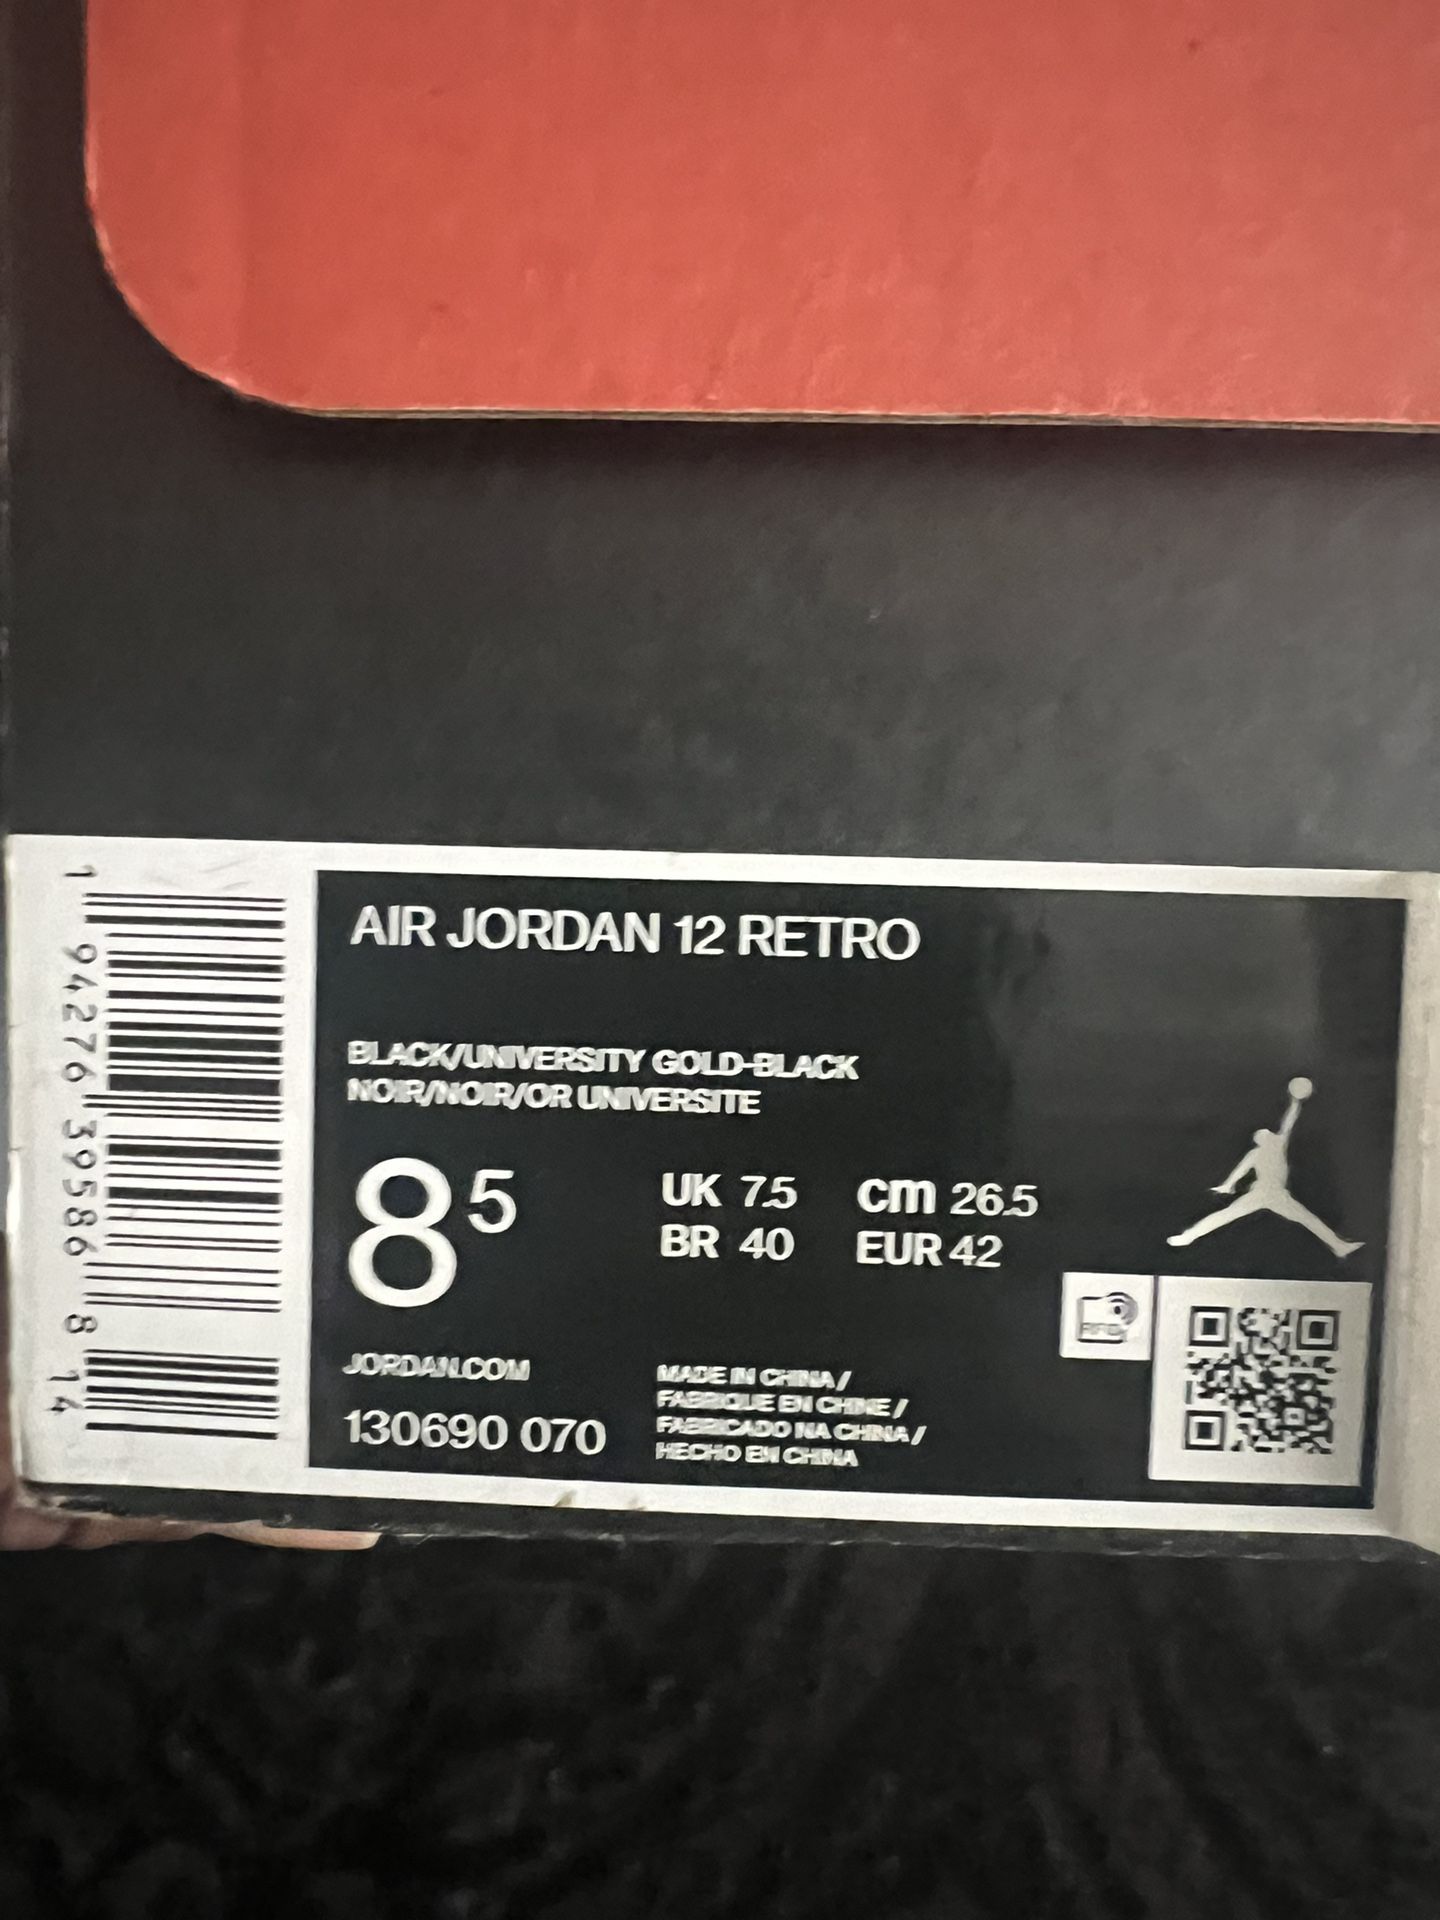 AIR JORDAN 12 RETRO
BLACK/UNIVERSITY GOLD-BLACK
NOIR/NOIR/OR UNIVERSITE
8 5
UK 7.5 cm 26.5
BR 40 EUR 42
JORDAN.COM
130690 070
MADE IN CHINA/
FABRIQUE EN CHINE/
FABRICADO NA CHINA/
HECHO EN CHINA
RFID
1 94276 39586 8 14